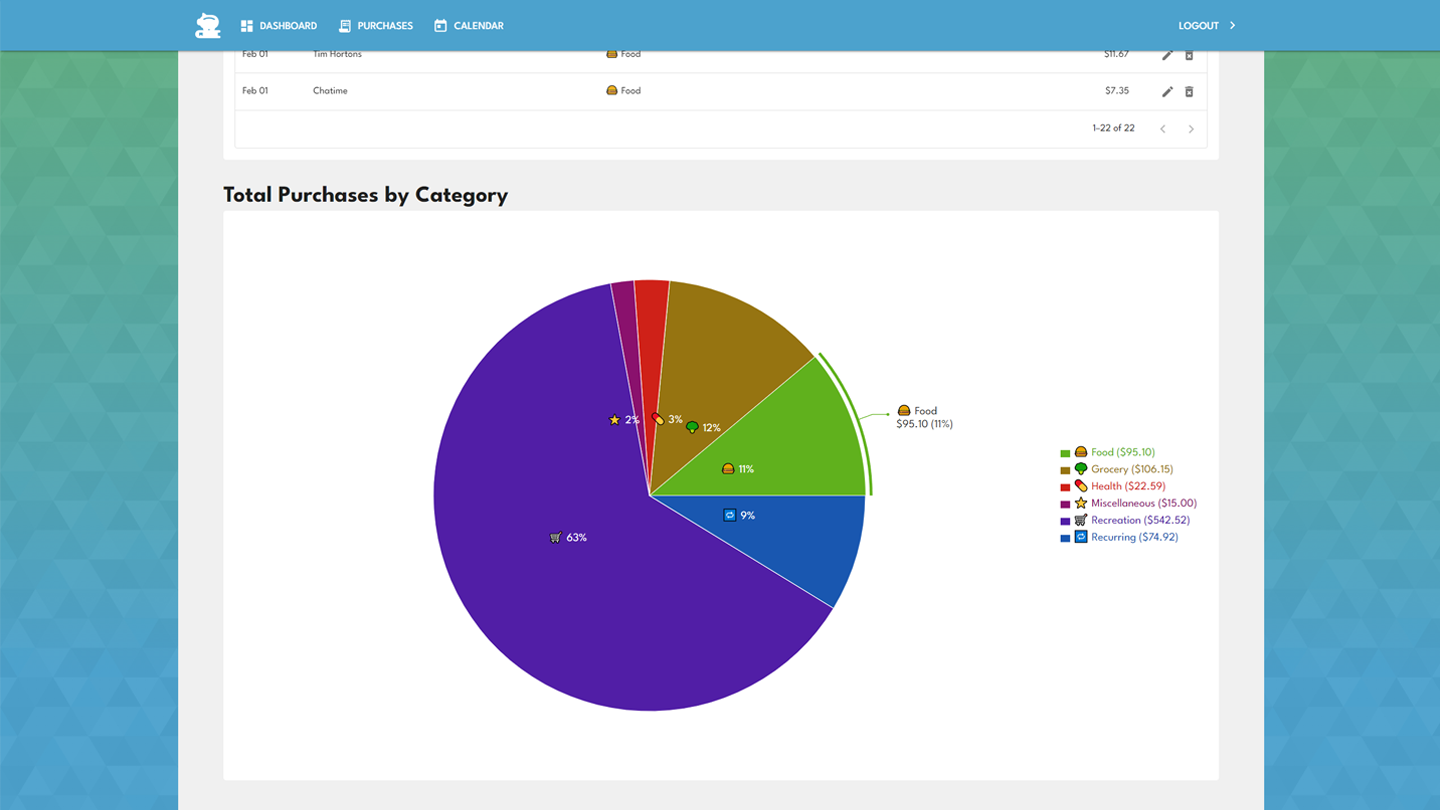 DASHBOARD PURCHASES CALENDAR LOGOUT
Feb 01 Tim Hortons Food $11.67
Feb 01 Chatime Food $7.35
1-22 of 22
Total Purchases by Category
2%
3%
12%
11%
9%
63%
Food
$95.10 (11%)
Food ($95.10)
Grocery ($106.15)
Health ($22.59)
Miscellaneous ($15.00)
Recreation ($542.52)
Recurring ($74.92)